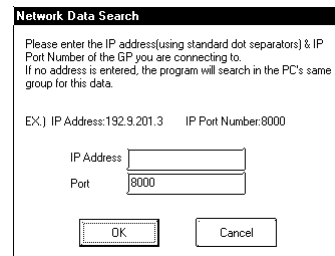 Network Data Search
Please enter the IP address(using standard dot separators) & IP
Port Number of the GP you are connecting to.
If no address is entered, the program will search in the PC's same
group for this data.
EX.) IP Address:192.9.201.3 IP Port Number:8000
IP Address
Port 8000
OK Cancel